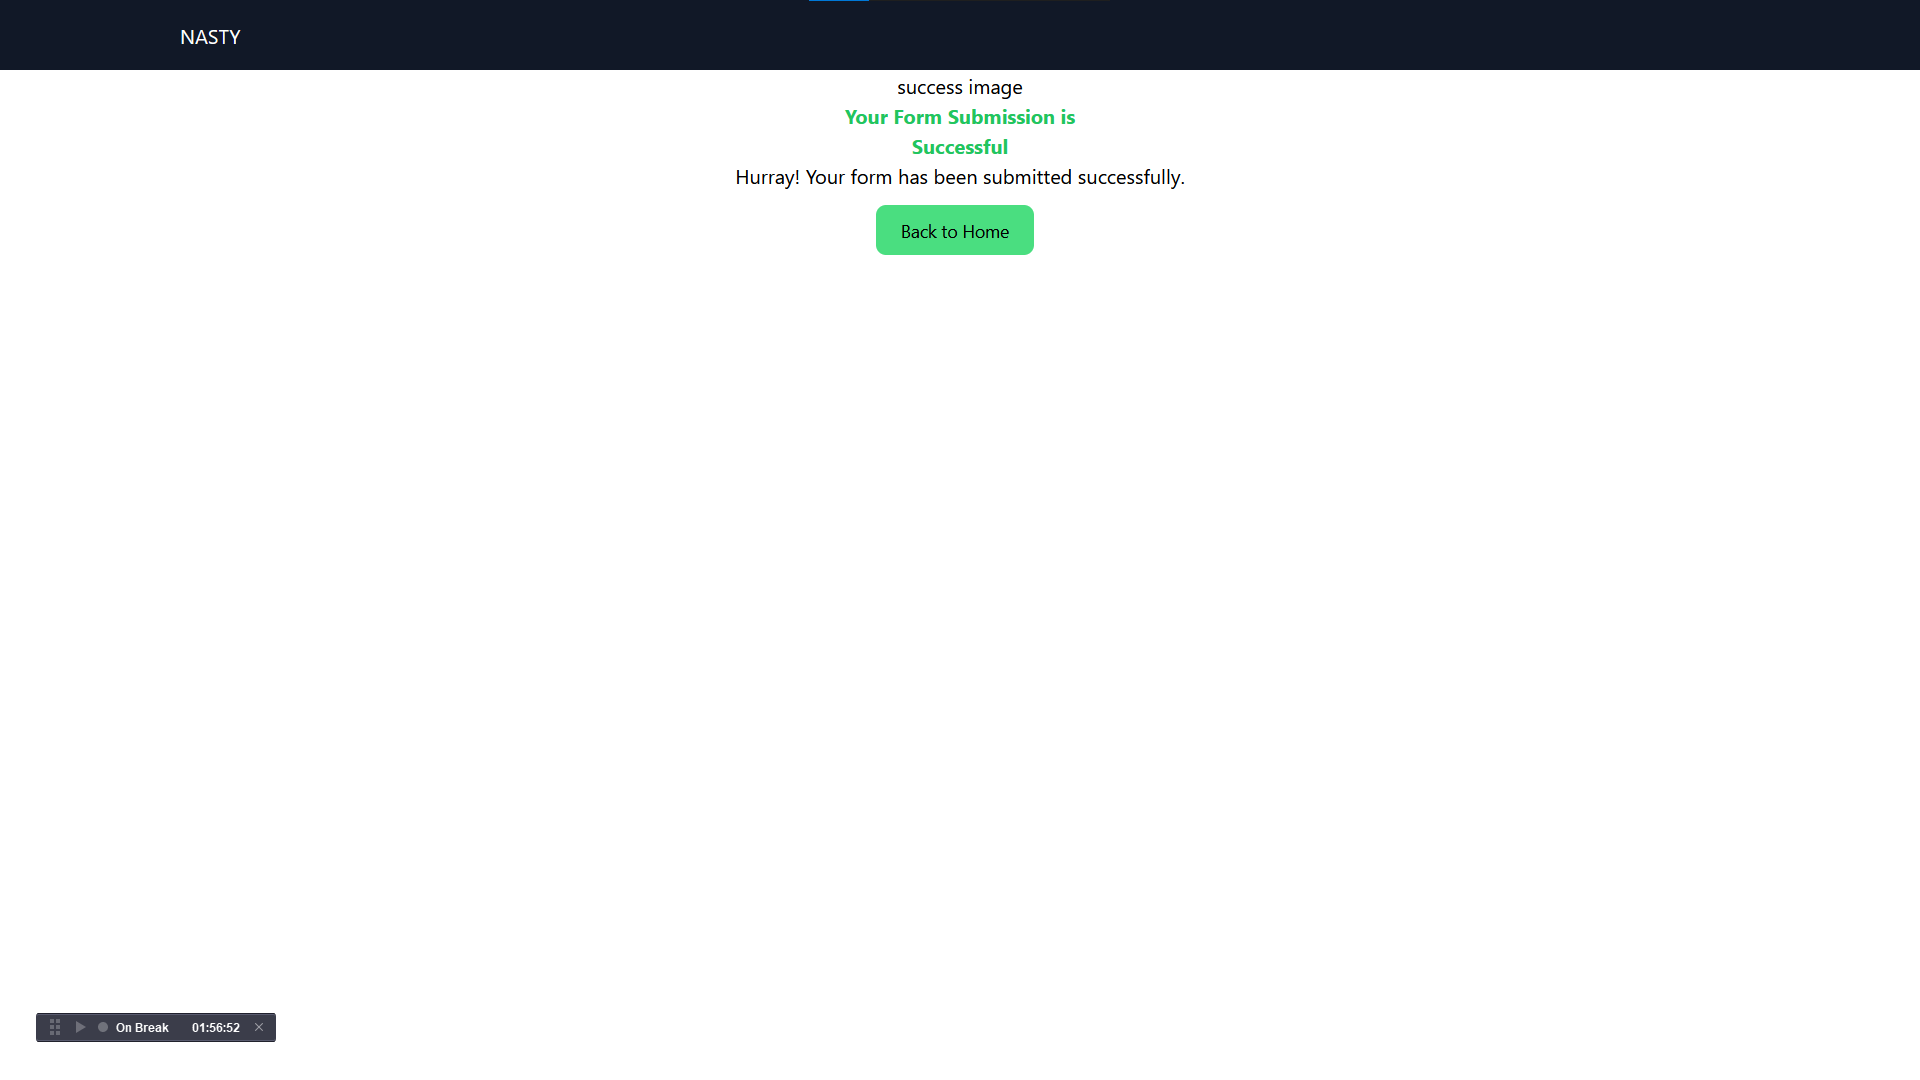 NASTY
success image
Your Form Submission is
Successful
Hurray! Your form has been submitted successfully.
Back to Home
On Break 01:56:52